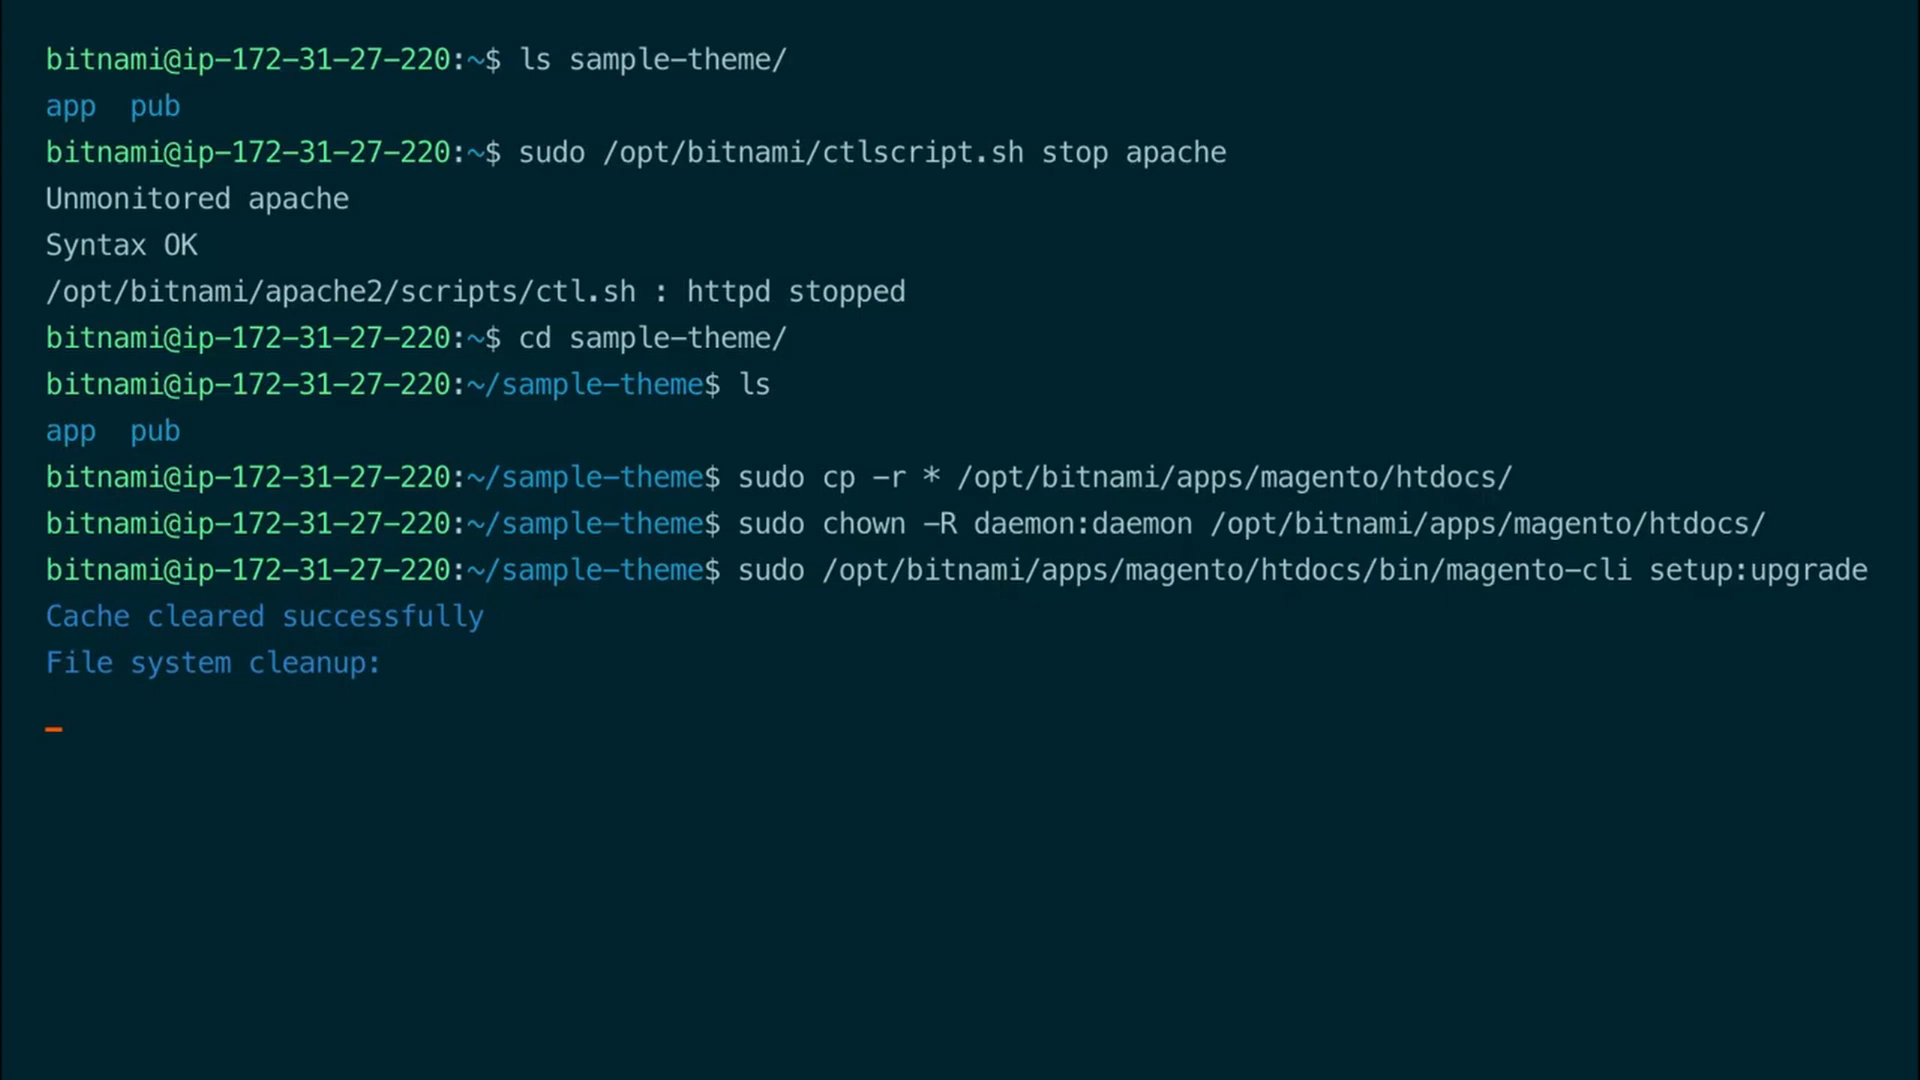 bitnami@ip-172-31-27-220:~$ ls sample-theme/
app  pub
bitnami@ip-172-31-27-220:~$ sudo /opt/bitnami/ctlscript.sh stop apache
Unmonitored apache
Syntax OK
/opt/bitnami/apache2/scripts/ctl.sh : httpd stopped
bitnami@ip-172-31-27-220:~$ cd sample-theme/
bitnami@ip-172-31-27-220:~/sample-theme$ ls
app  pub
bitnami@ip-172-31-27-220:~/sample-theme$ sudo cp -r * /opt/bitnami/apps/magento/htdocs/
bitnami@ip-172-31-27-220:~/sample-theme$ sudo chown -R daemon:daemon /opt/bitnami/apps/magento/htdocs/
bitnami@ip-172-31-27-220:~/sample-theme$ sudo /opt/bitnami/apps/magento/htdocs/bin/magento-cli setup:upgrade
Cache cleared successfully
File system cleanup: